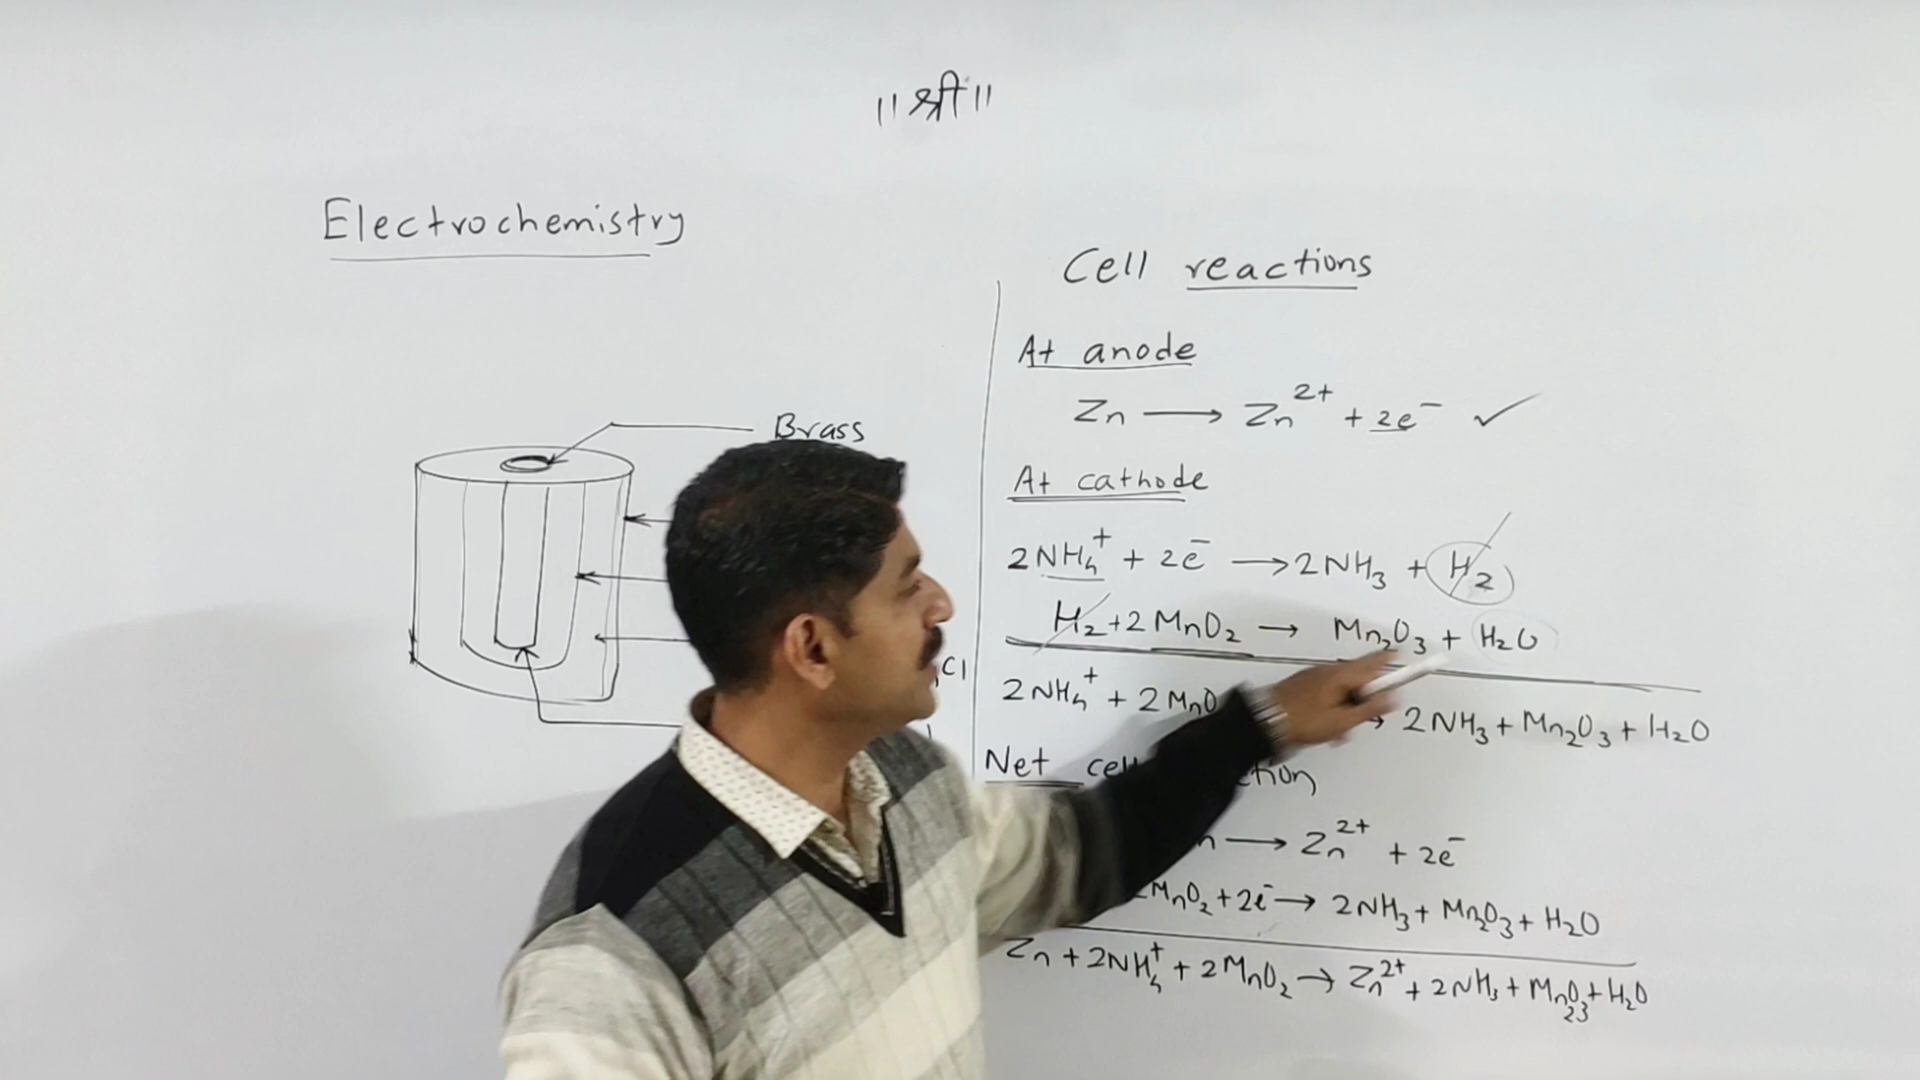 ॥ श्री ॥
Electrochemistry
Brass
Cl
Cell reactions
At anode
Zn → Zn²⁺ + 2e⁻ ✓
At cathode
2NH₄⁺ + 2e⁻ → 2NH₃ + H₂
H₂ + 2MnO₂ → Mn₂O₃ + H₂O
2NH₄⁺ + 2MnO → 2NH₃ + Mn₂O₃ + H₂O
Net cell
→ Zn²⁺ + 2e⁻
MnO₂ + 2e⁻ → 2NH₃ + Mn₂O₃ + H₂O
Zn + 2NH₄⁺ + 2MnO₂ → Zn²⁺ + 2NH₃ + Mn₂O₃ + H₂O